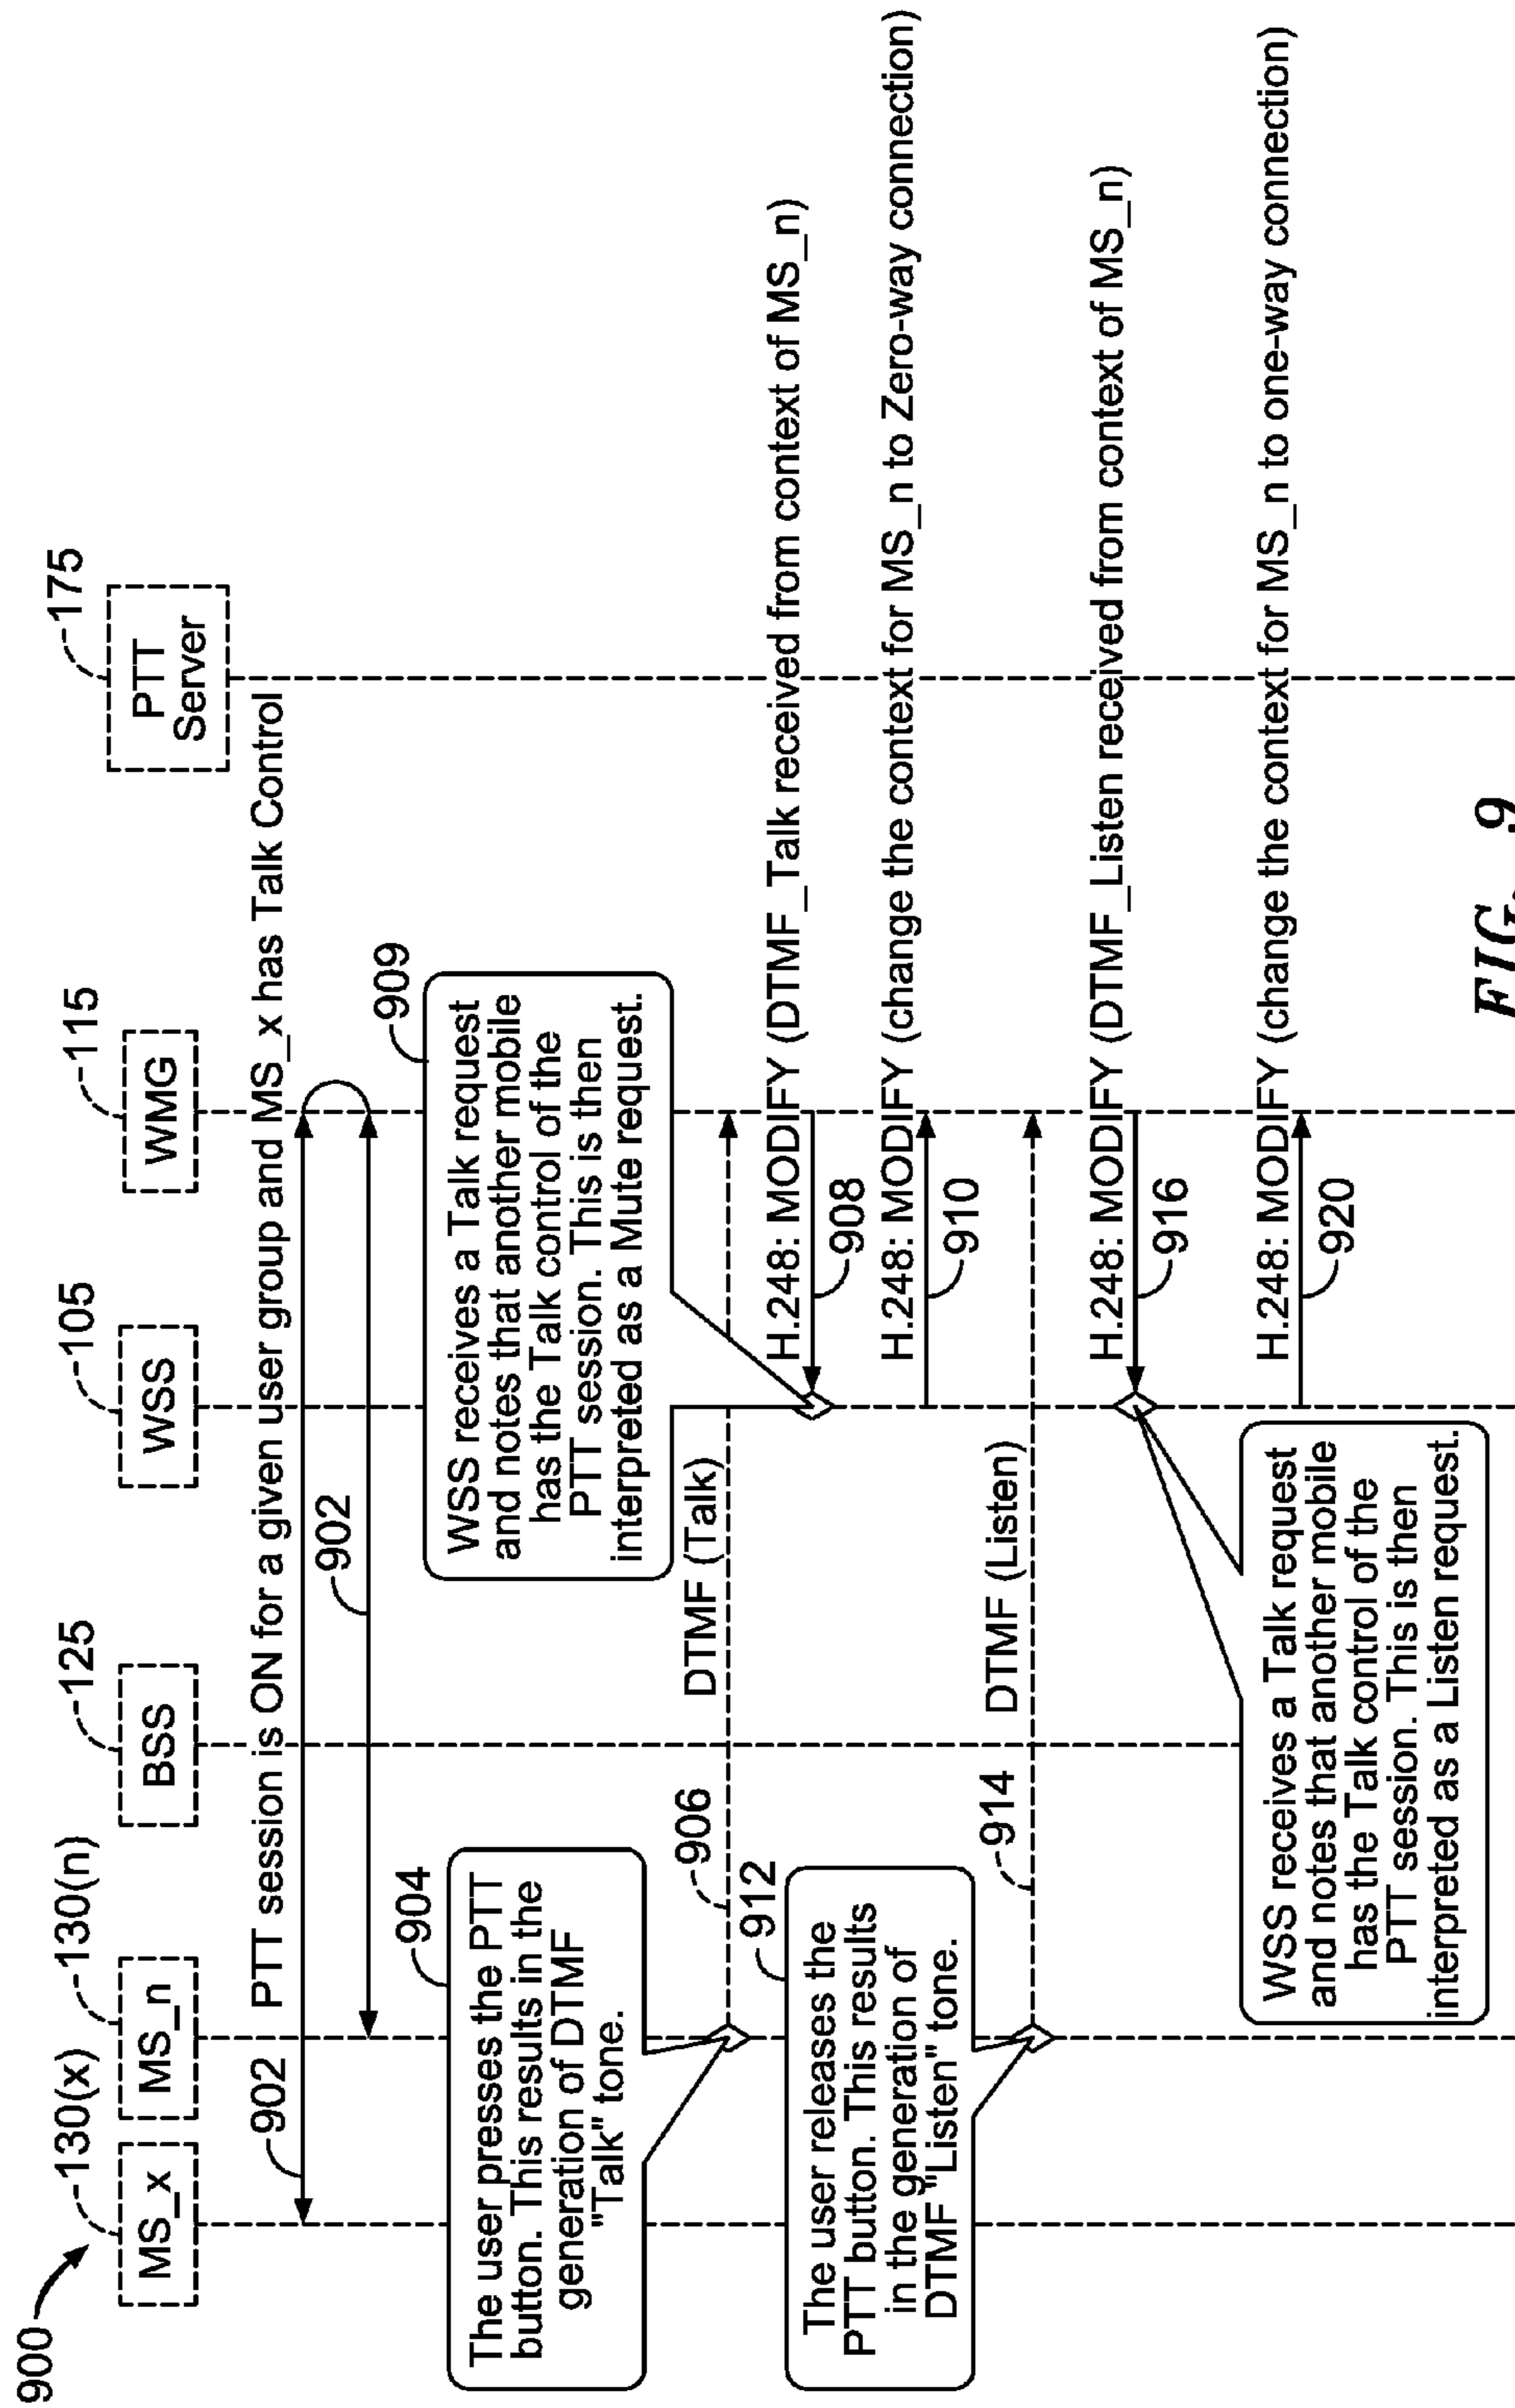 900
130(x)
130(n)
125
105
115
175
MS_x
MS_n
BSS
WSS
WMG
PTT
Server
PTT session is ON for a given user group and MS_x has Talk Control
902
902
904
The user presses the PTT
button. This results in the
generation of DTMF
"Talk" tone.
909
WSS receives a Talk request
and notes that another mobile
has the Talk control of the
PTT session. This is then
interpreted as a Mute request.
906
DTMF (Talk)
H.248: MODIFY (DTMF_Talk received from context of MS_n)
908
H.248: MODIFY (change the context for MS_n to Zero-way connection)
910
912
The user releases the
PTT button. This results
in the generation of
DTMF "Listen" tone.
914
DTMF (Listen)
H.248: MODIFY (DTMF_Listen received from context of MS_n)
916
WSS receives a Talk request
and notes that another mobile
has the Talk control of the
PTT session. This is then
interpreted as a Listen request.
H.248: MODIFY (change the context for MS_n to one-way connection)
920
FIG. 9